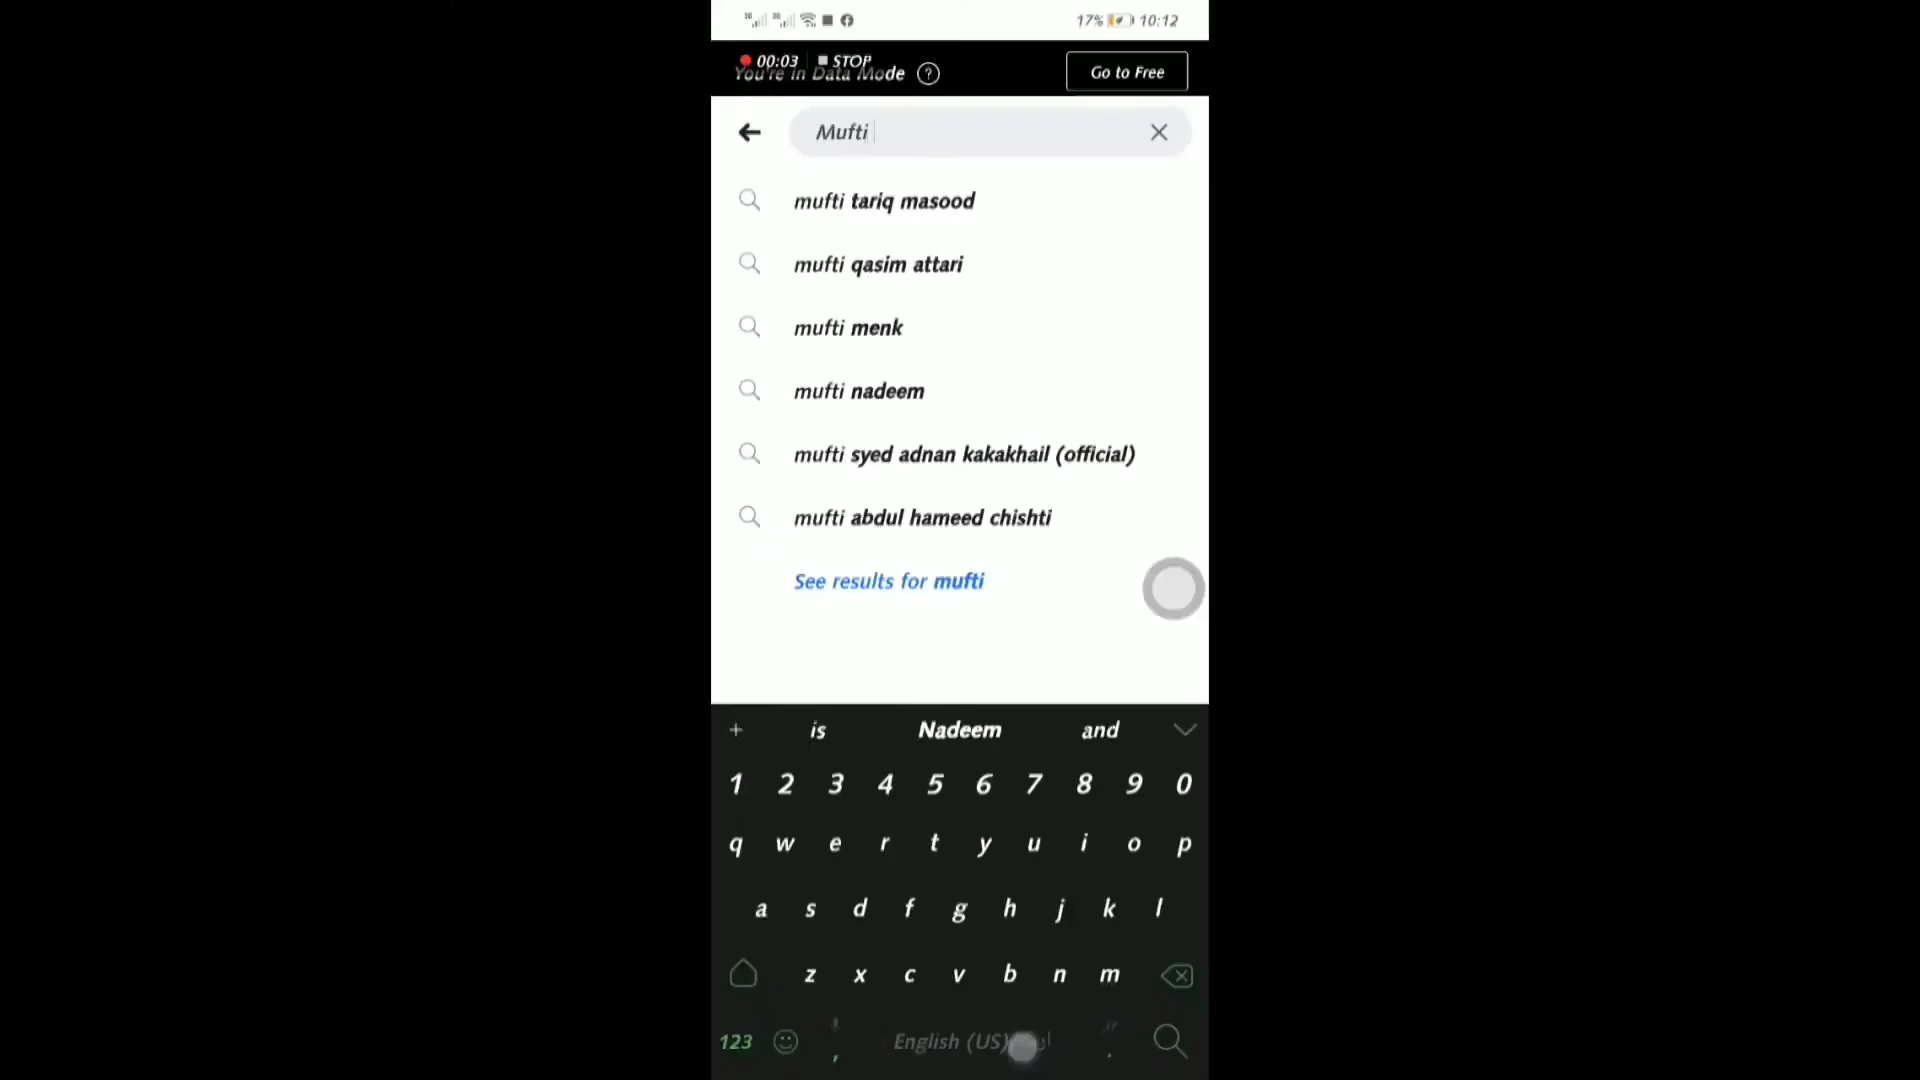 17% 10:12
00:03 STOP
You're in Data Mode ? Go to Free
Mufti
mufti tariq masood
mufti qasim attari
mufti menk
mufti nadeem
mufti syed adnan kakakhail (official)
mufti abdul hameed chishti
See results for mufti
+ is Nadeem and
1 2 3 4 5 6 7 8 9 0
q w e r t y u i o p
a s d f g h j k l
z x c v b n m
123 , English (US) .